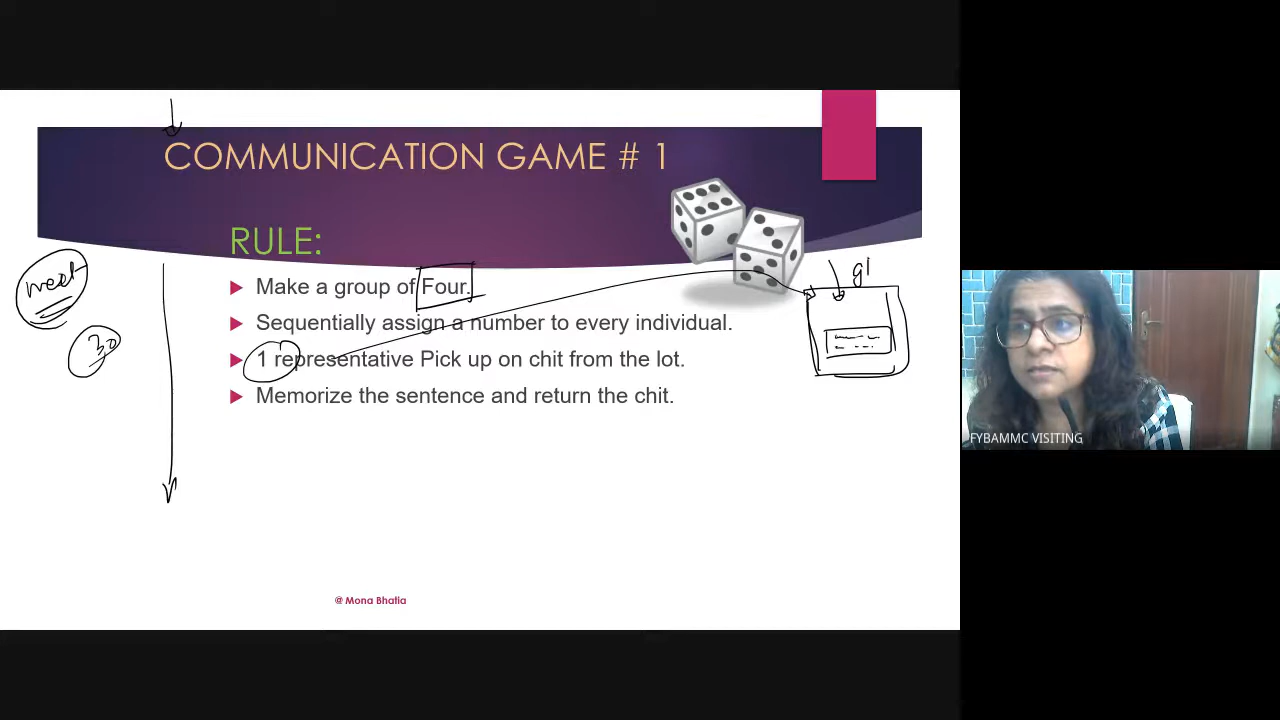 COMMUNICATION GAME # 1
RULE:
Make a group of Four.
Sequentially assign a number to every individual.
1 representative Pick up on chit from the lot.
Memorize the sentence and return the chit.
30
@ Mona Bhatia
FYBAMMC VISITING